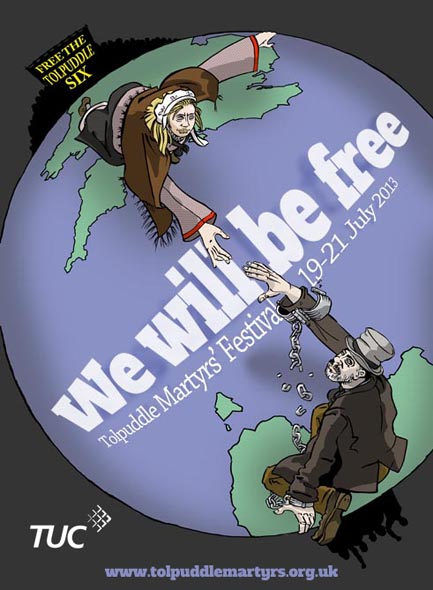 FREE THE
TOLPUDDLE
SIX
We will be free
Tolpuddle Martyrs' Festival 19-21 July 2013
TUC
www.tolpuddlemartyrs.org.uk